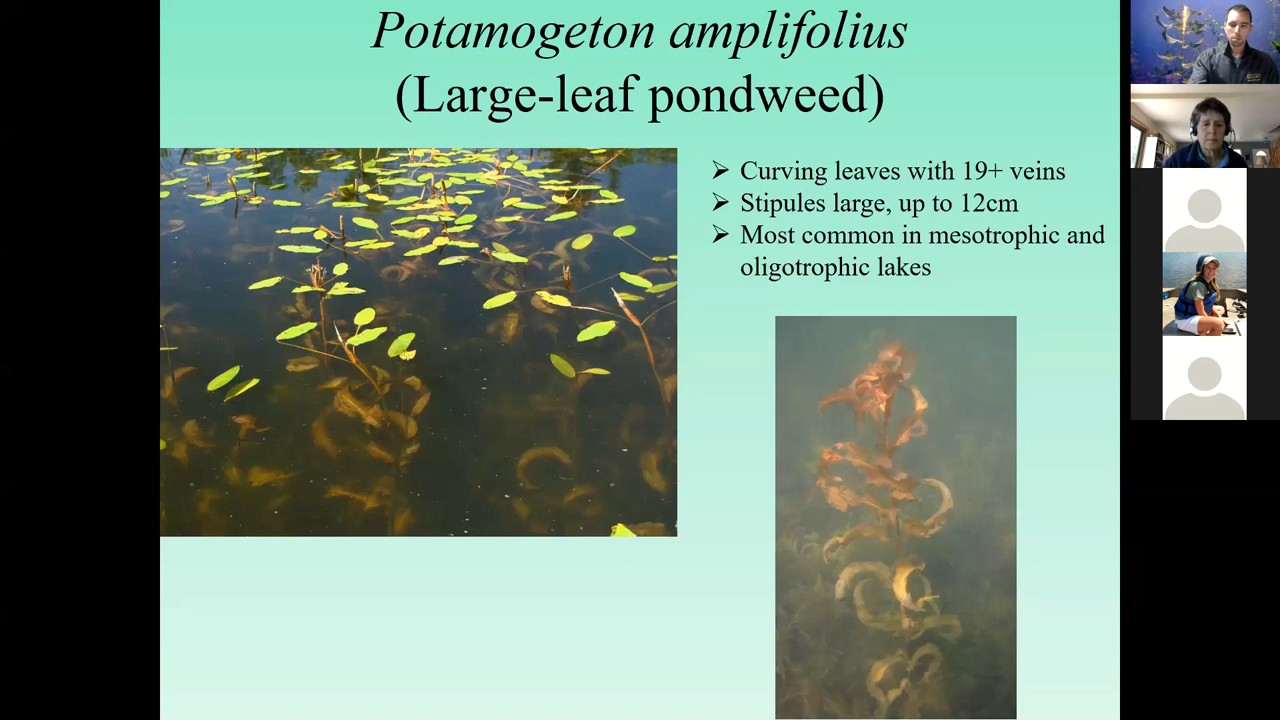 Potamogeton amplifolius
(Large-leaf pondweed)
Curving leaves with 19+ veins
Stipules large, up to 12cm
Most common in mesotrophic and
oligotrophic lakes